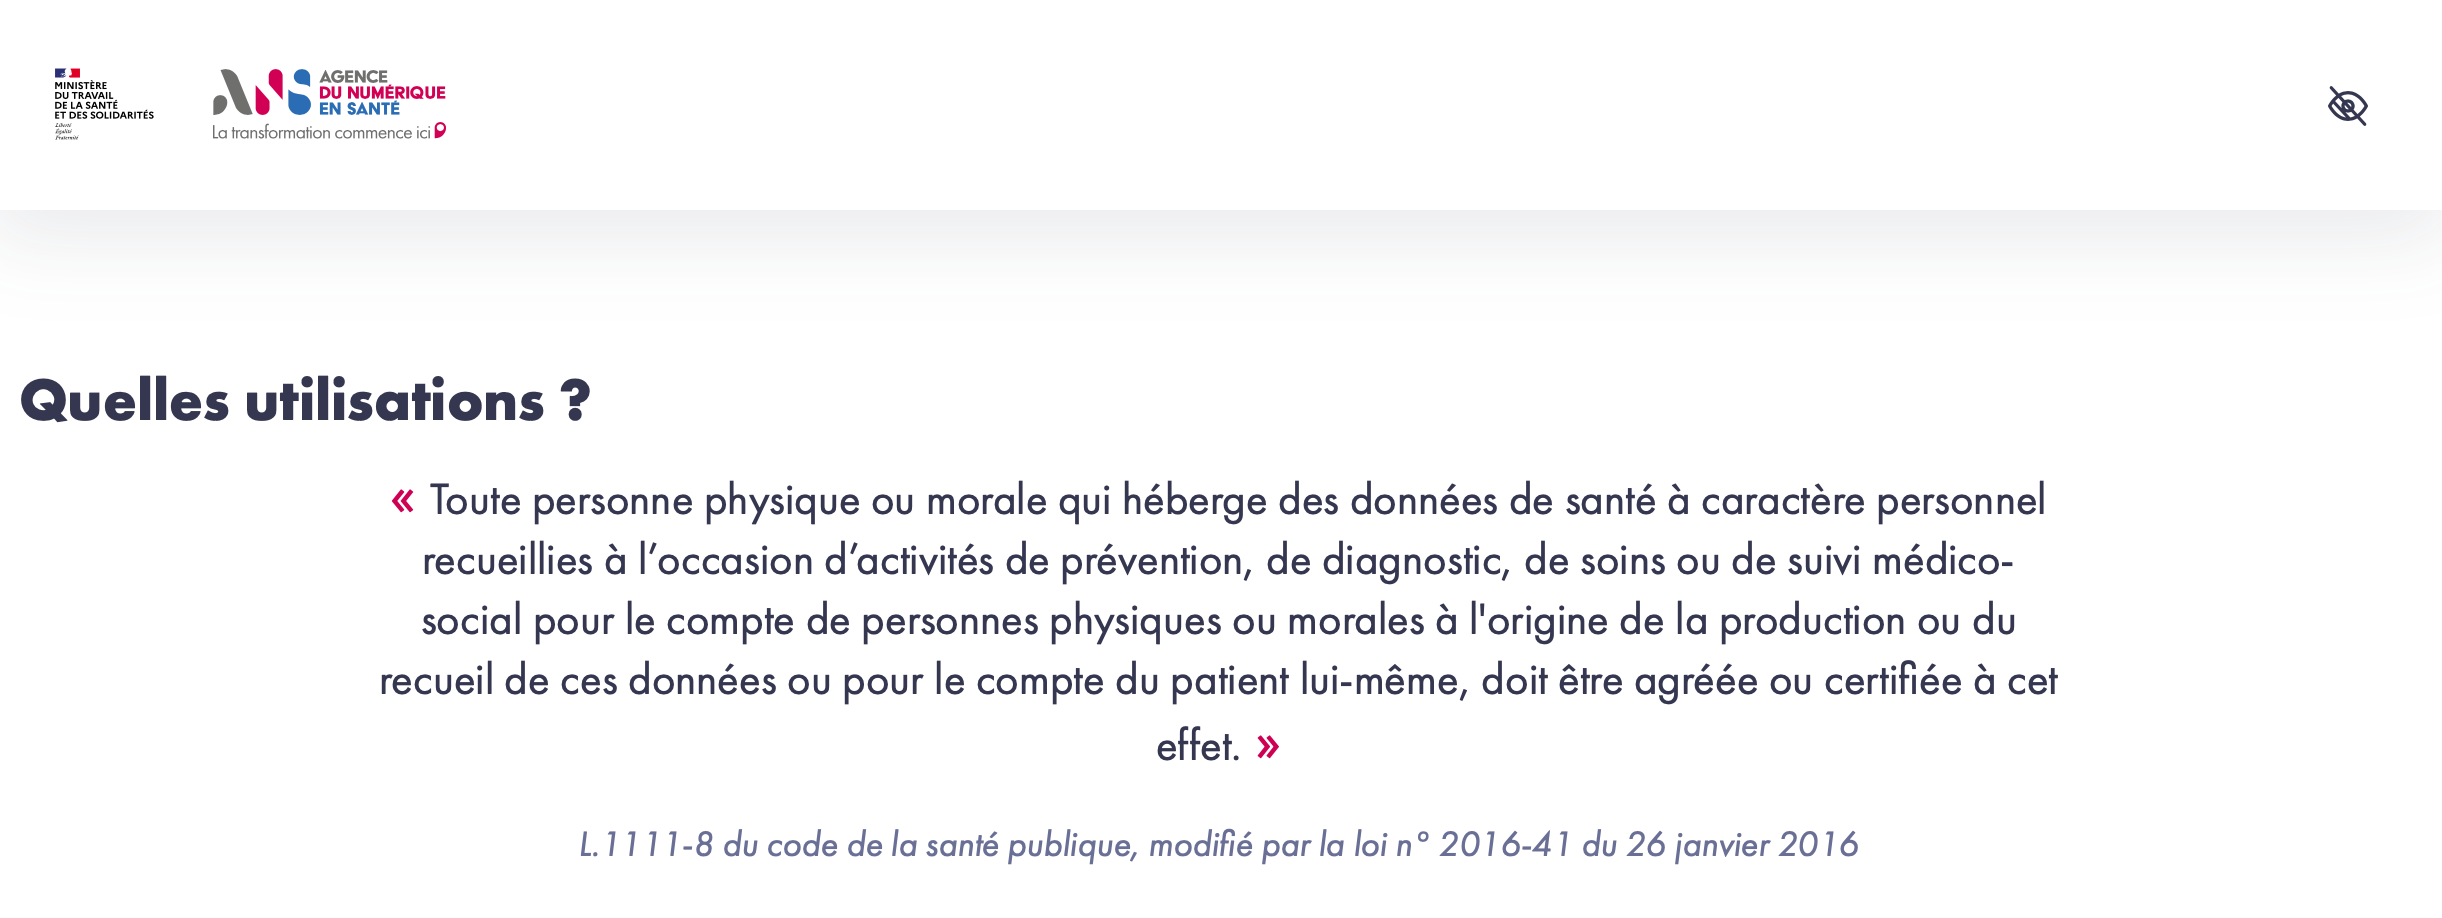 MINISTÈRE
DU TRAVAIL
DE LA SANTÉ
ET DES SOLIDARITÉS
Liberté
Égalité
Fraternité
AGENCE
DU NUMÉRIQUE
EN SANTÉ
La transformation commence ici
Quelles utilisations ?
« Toute personne physique ou morale qui héberge des données de santé à caractère personnel
recueillies à l’occasion d’activités de prévention, de diagnostic, de soins ou de suivi médico-
social pour le compte de personnes physiques ou morales à l'origine de la production ou du
recueil de ces données ou pour le compte du patient lui-même, doit être agréée ou certifiée à cet
effet. »
L.1111-8 du code de la santé publique, modifié par la loi n° 2016-41 du 26 janvier 2016